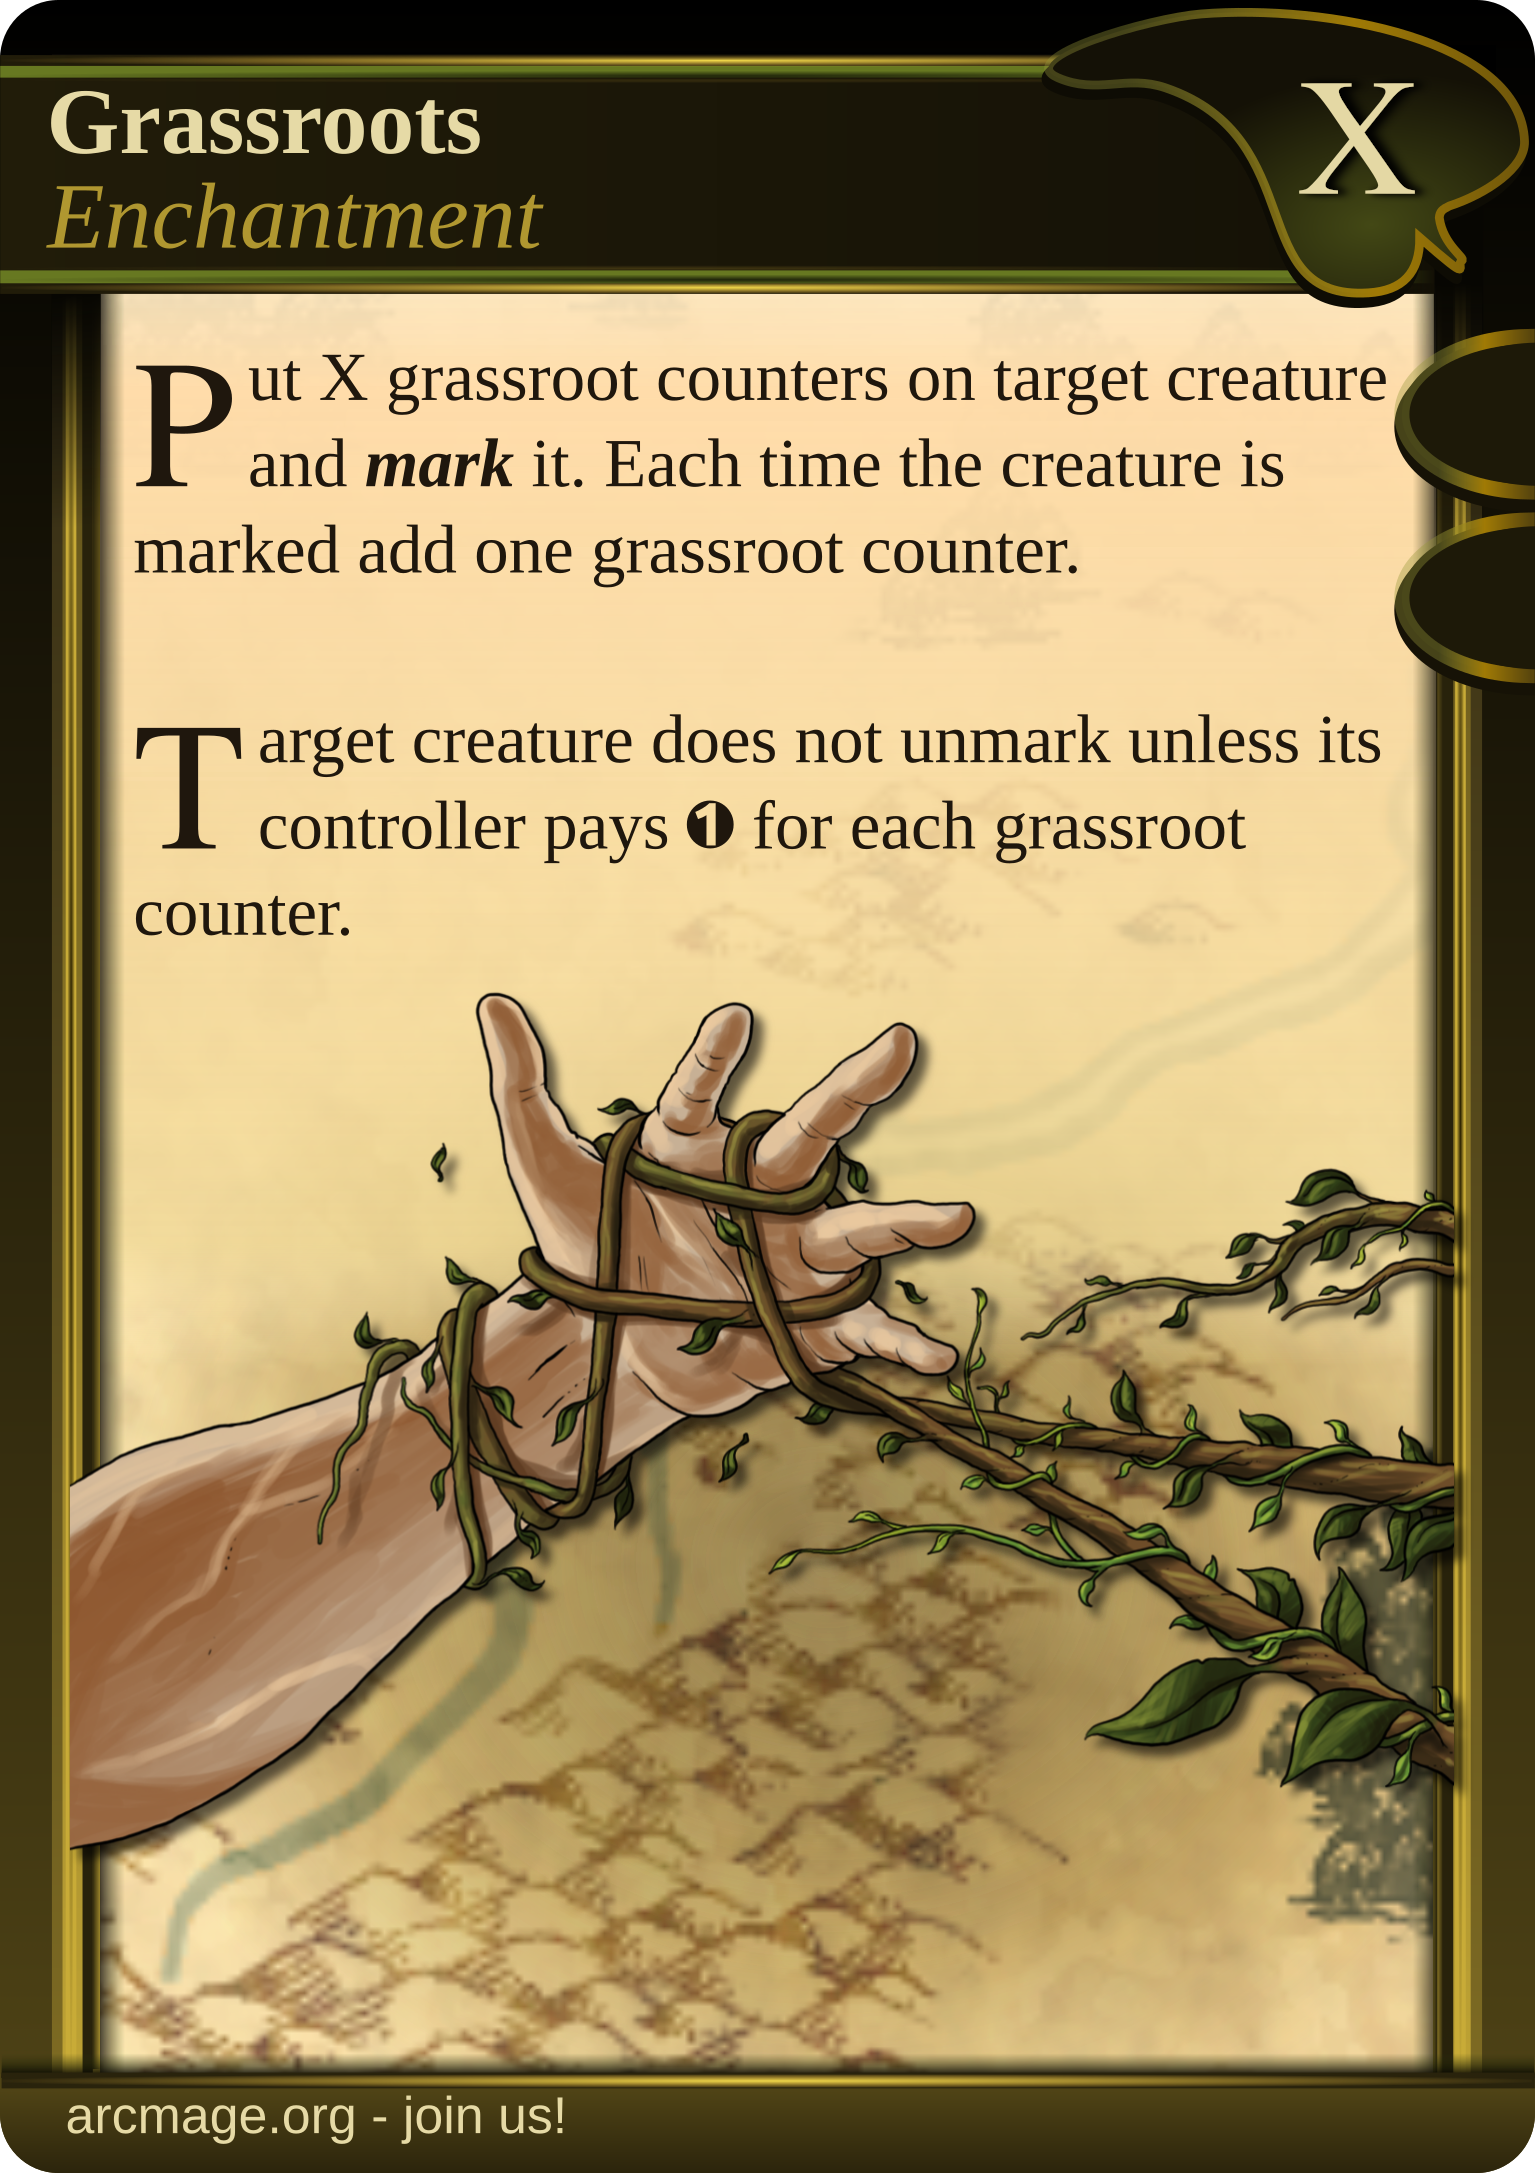 Grassroots
X
Enchantment
Put X grassroot counters on target creature
and mark it. Each time the creature is
marked add one grassroot counter.
Target creature does not unmark unless its
controller pays ❶ for each grassroot
counter.
arcmage.org - join us!